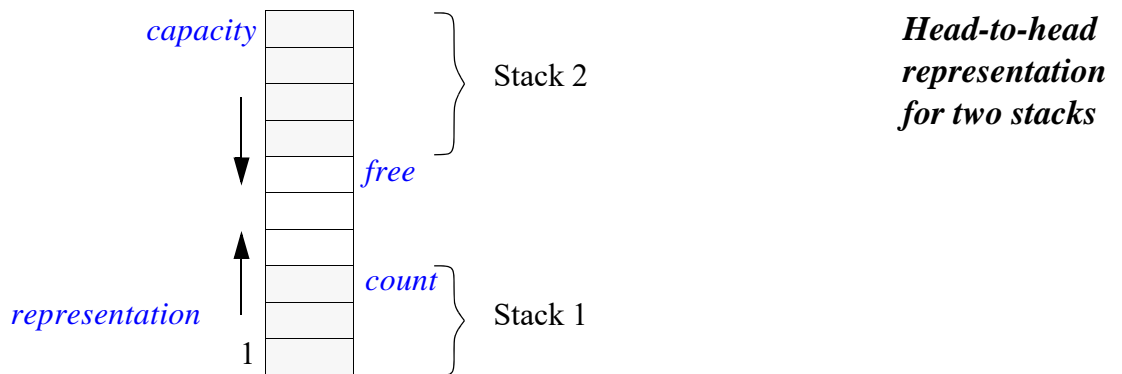 capacity
Stack 2
free
count
representation
Stack 1
1
Head-to-head
representation
for two stacks